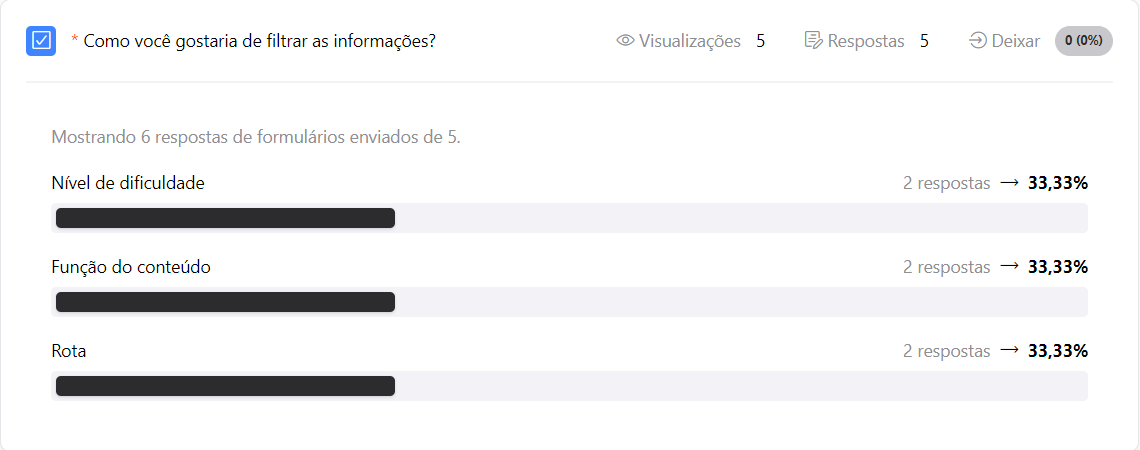 * Como você gostaria de filtrar as informações? Visualizações 5 Respostas 5 Deixar 0 (0%)
Mostrando 6 respostas de formulários enviados de 5.
Nível de dificuldade 2 respostas → 33,33%
Função do conteúdo 2 respostas → 33,33%
Rota 2 respostas → 33,33%